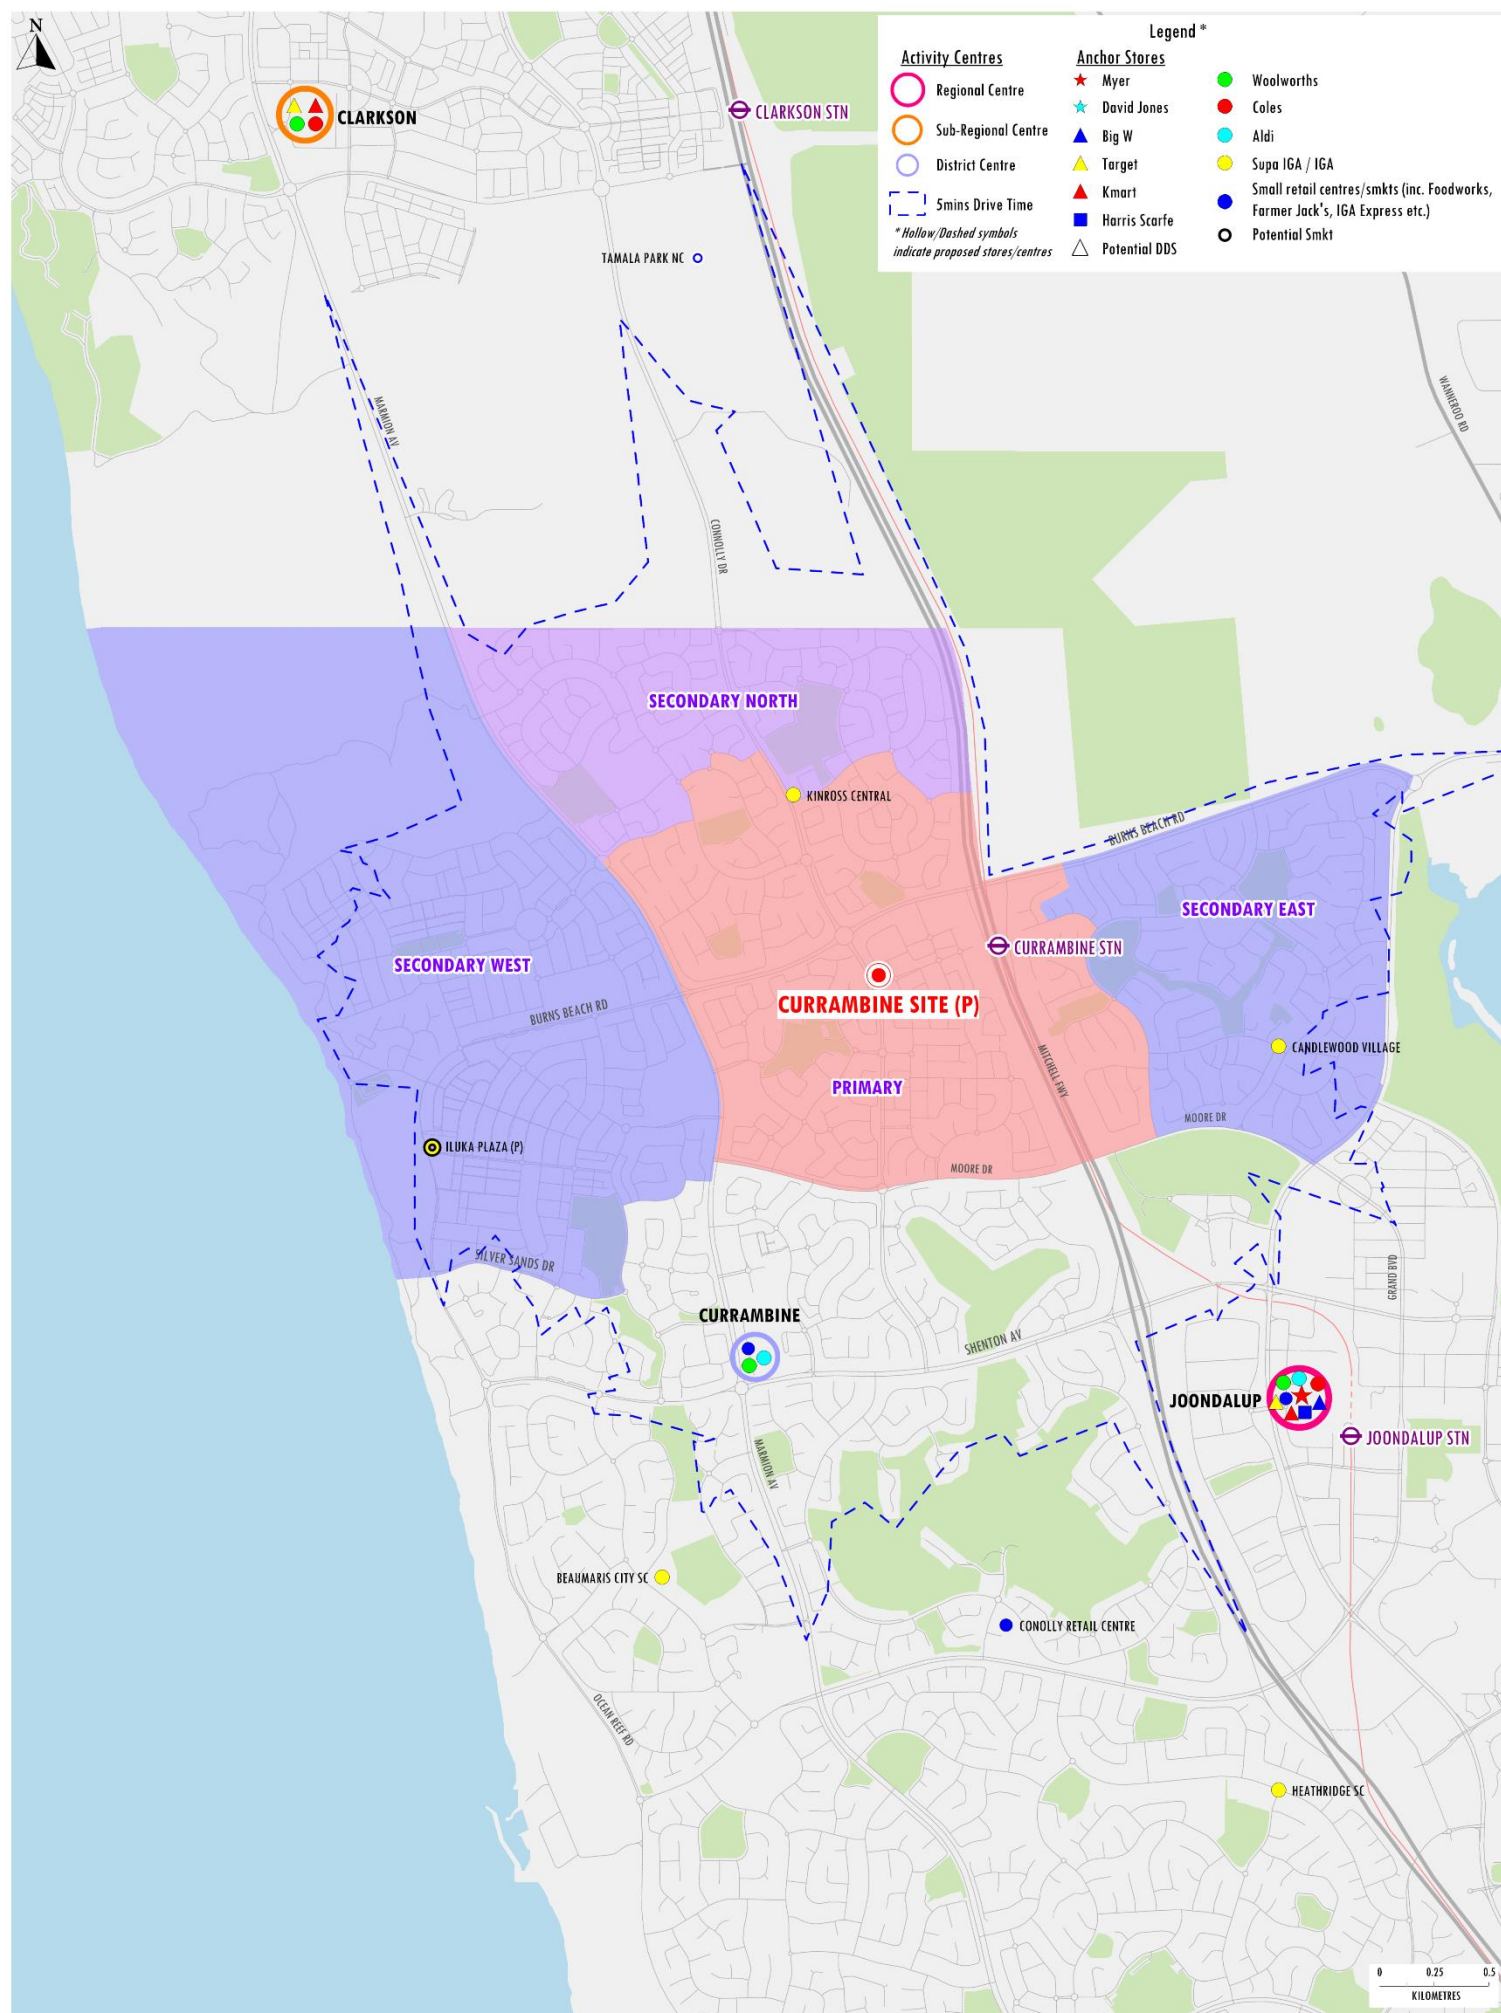 N
Legend *
Activity Centres
Regional Centre
Sub-Regional Centre
District Centre
5mins Drive Time
* Hollow/Dashed symbols
indicate proposed stores/centres
Anchor Stores
Myer
David Jones
Big W
Target
Kmart
Harris Scarfe
Potential DDS
Woolworths
Coles
Aldi
Supa IGA / IGA
Small retail centres/smkts (inc. Foodworks,
Farmer Jack's, IGA Express etc.)
Potential Smkt
CLARKSON
CLARKSON STN
TAMALA PARK NC
MARMION AV
WANNEROO RD
CONNOLLY DR
SECONDARY NORTH
KINROSS CENTRAL
BURNS BEACH RD
SECONDARY EAST
CURRAMBINE STN
SECONDARY WEST
CURRAMBINE SITE (P)
BURNS BEACH RD
CANDLEWOOD VILLAGE
MITCHELL FWY
PRIMARY
MOORE DR
ILUKA PLAZA (P)
MOORE DR
SILVER SANDS DR
GRAND BVD
CURRAMBINE
SHENTON AV
JOONDALUP
JOONDALUP STN
MARMION AV
BEAUMARIS CITY SC
CONOLLY RETAIL CENTRE
OCEAN REEF RD
HEATHRIDGE SC
0 0.25 0.5
KILOMETRES